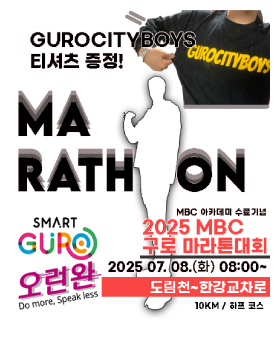 GUROCITYBOYS
티셔츠 증정!
GUROCITYBOYS
MA
RATHON
MBC 아카데미 수료기념
2025 MBC
구로 마라톤대회
SMART
GURO
오런완
Do more, Speak less
2025 07. 08.(화) 08:00~
도림천~한강교차로
10KM / 하프 코스